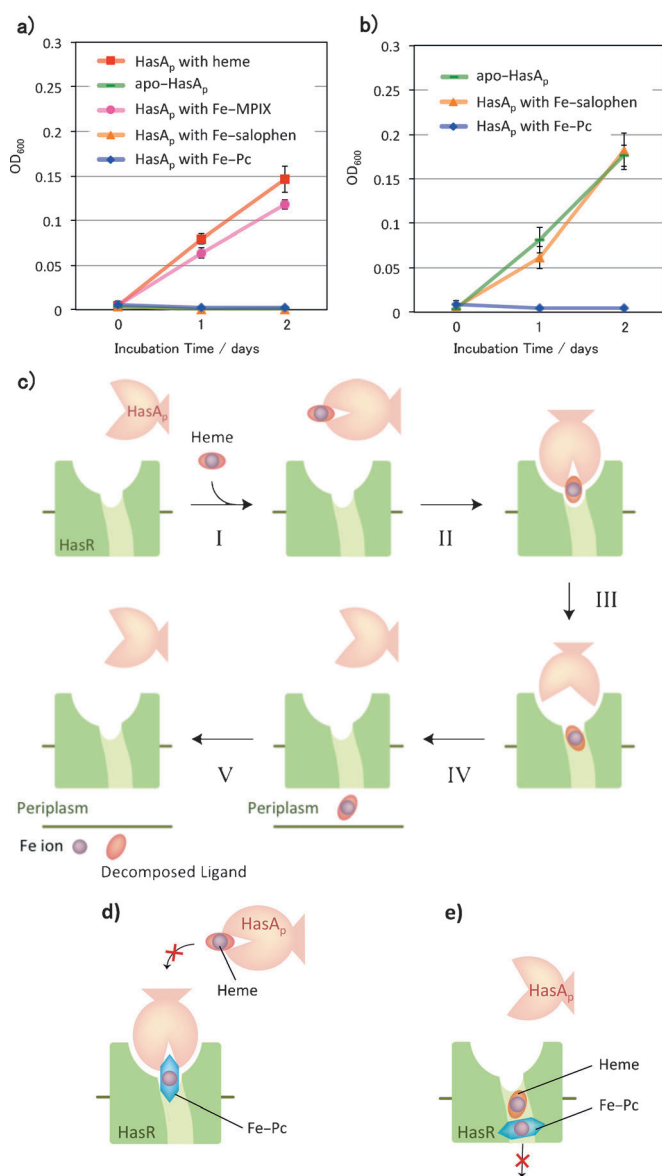 a)
0.3
0.25
0.2
0.15
0.1
0.05
0
OD600
HasAp with heme
apo-HasAp
HasAp with Fe-MPIX
HasAp with Fe-salophen
HasAp with Fe-Pc
0 1 2
Incubation Time / days
b)
0.3
0.25
0.2
0.15
0.1
0.05
0
OD600
apo-HasAp
HasAp with Fe-salophen
HasAp with Fe-Pc
0 1 2
Incubation Time / days
c)
HasAp
Heme
HasR
I
II
III
IV
V
Periplasm
Periplasm
Fe ion
Decomposed Ligand
d)
HasAp
Heme
HasR
Fe-Pc
e)
HasAp
Heme
Fe-Pc
HasR